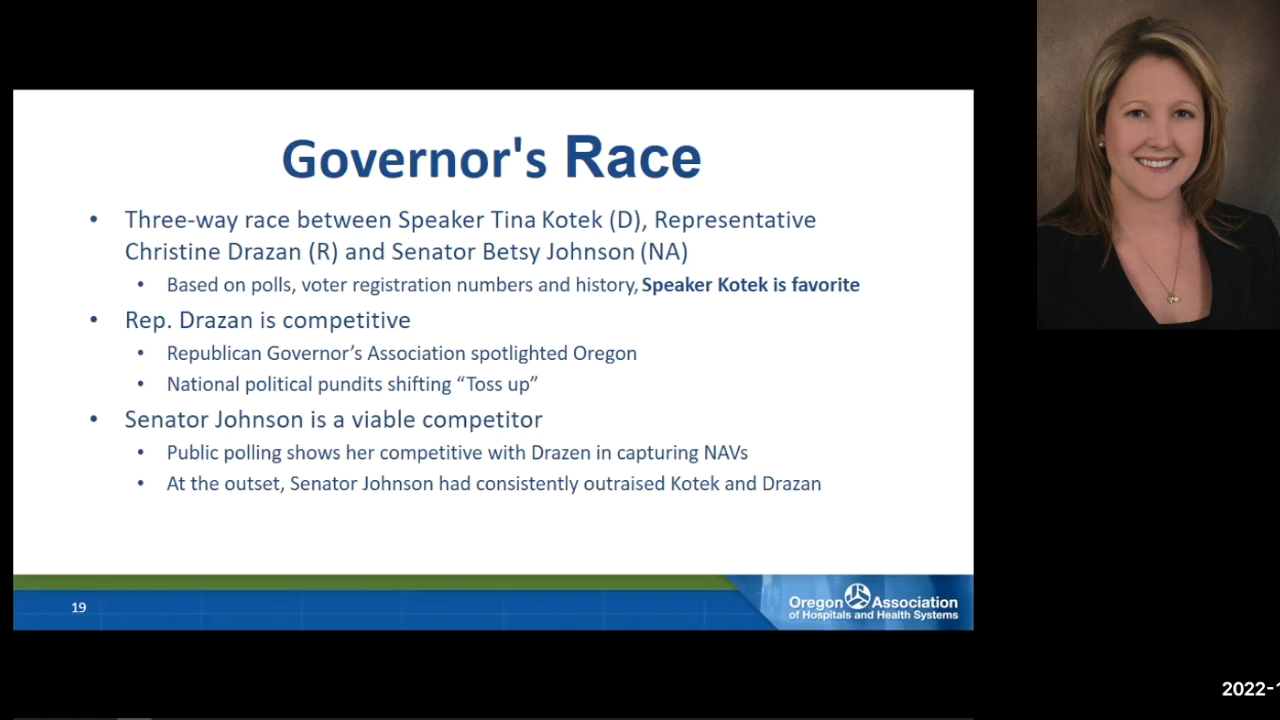 Governor's Race
• Three-way race between Speaker Tina Kotek (D), Representative
Christine Drazan (R) and Senator Betsy Johnson (NA)
• Based on polls, voter registration numbers and history, Speaker Kotek is favorite
• Rep. Drazan is competitive
• Republican Governor’s Association spotlighted Oregon
• National political pundits shifting “Toss up”
• Senator Johnson is a viable competitor
• Public polling shows her competitive with Drazen in capturing NAVs
• At the outset, Senator Johnson had consistently outraised Kotek and Drazan
19
Oregon Association
of Hospitals and Health Systems
2022-